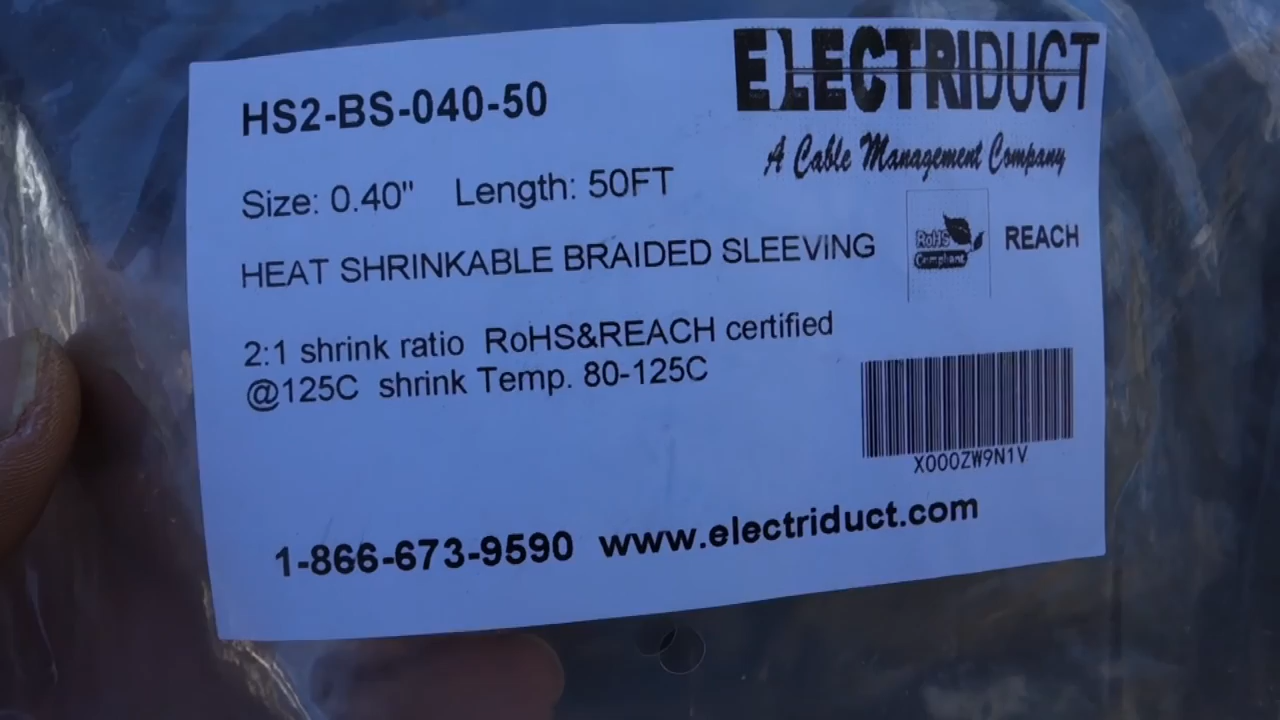 ELECTRIDUCT
A Cable Management Company
HS2-BS-040-50
Size: 0.40" Length: 50FT
HEAT SHRINKABLE BRAIDED SLEEVING
RoHS
Compliant
REACH
2:1 shrink ratio RoHS&REACH certified
@125C shrink Temp. 80-125C
X000ZW9N1V
1-866-673-9590 www.electriduct.com